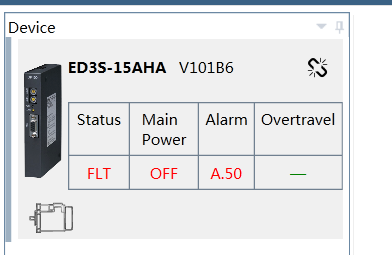 Device
ED3S-15AHA V101B6
Status Main Power Alarm Overtravel
FLT OFF A.50 —